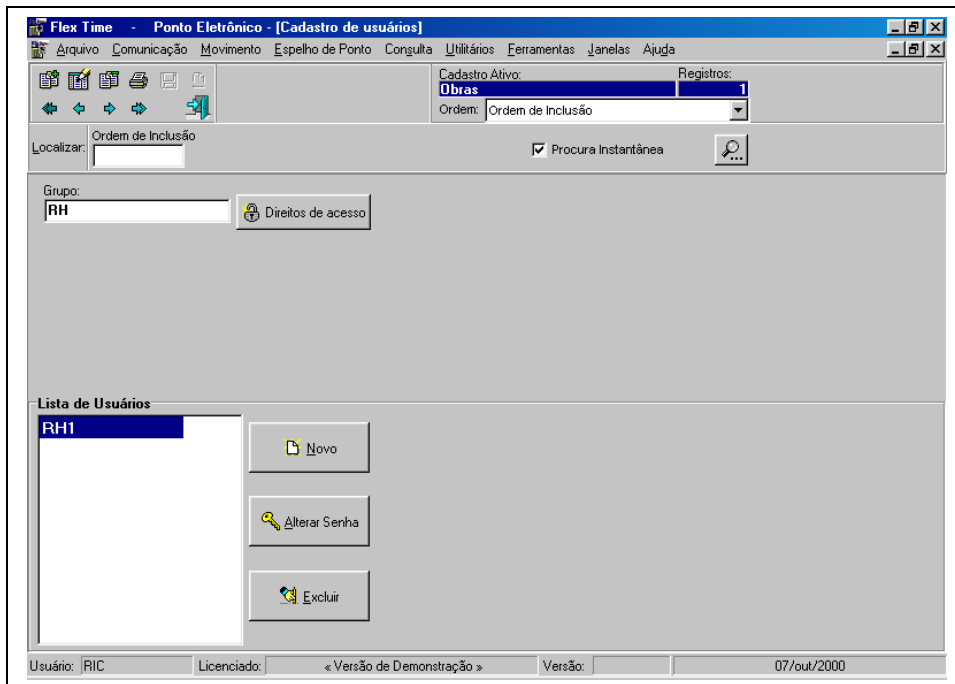 Flex Time - Ponto Eletrônico - [Cadastro de usuários]
Arquivo Comunicação Movimento Espelho de Ponto Consulta Utilitários Ferramentas Janelas Ajuda
Cadastro Ativo: Registros:
Obras 1
Ordem: Ordem de Inclusão
Ordem de Inclusão
Localizar: Procura Instantânea
Grupo:
RH Direitos de acesso
Lista de Usuários
RH1
Novo
Alterar Senha
Excluir
Usuário: RIC Licenciado: « Versão de Demonstração » Versão: 07/out/2000